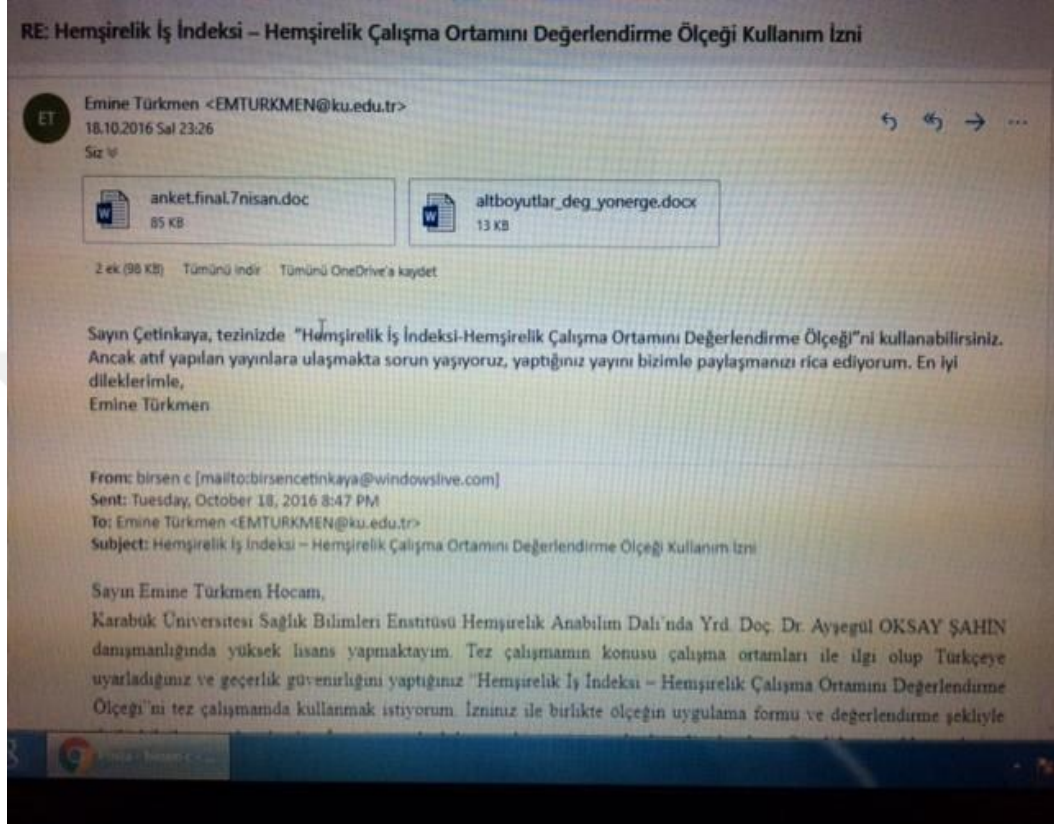 RE: Hemşirelik İş İndeksi – Hemşirelik Çalışma Ortamını Değerlendirme Ölçeği Kullanım İzni
ET
Emine Türkmen <EMTURKMEN@ku.edu.tr>
18.10.2016 Sal 23:26
Siz
anket.final.7nisan.doc
85 KB
altboyutlar_deg_yonerge.docx
13 KB
2 ek (98 KB) Tümünü indir Tümünü OneDrive'a kaydet
Sayın Çetinkaya, tezinizde "Hemşirelik İş İndeksi-Hemşirelik Çalışma Ortamını Değerlendirme Ölçeği"ni kullanabilirsiniz.
Ancak atıf yapılan yayınlara ulaşmakta sorun yaşıyoruz, yaptığınız yayını bizimle paylaşmanızı rica ediyorum. En iyi
dileklerimle,
Emine Türkmen
From: birsen c [mailto:birsencetinkaya@windowslive.com]
Sent: Tuesday, October 18, 2016 8:47 PM
To: Emine Türkmen <EMTURKMEN@ku.edu.tr>
Subject: Hemşirelik İş İndeksi – Hemşirelik Çalışma Ortamını Değerlendirme Ölçeği Kullanım İzni
Sayın Emine Türkmen Hocam,
Karabük Üniversitesi Sağlık Bilimleri Enstitüsü Hemşirelik Anabilim Dalı'nda Yrd. Doç. Dr. Ayşegül OKSAY ŞAHİN
danışmanlığında yüksek lisans yapmaktayım. Tez çalışmamın konusu çalışma ortamları ile ilgi olup Türkçeye
uyarladığınız ve geçerlik güvenirliğini yaptığınız "Hemşirelik İş İndeksi – Hemşirelik Çalışma Ortamını Değerlendirme
Ölçeği"ni tez çalışmamda kullanmak istiyorum. İzniniz ile birlikte ölçeğin uygulama formu ve değerlendirme şekliyle